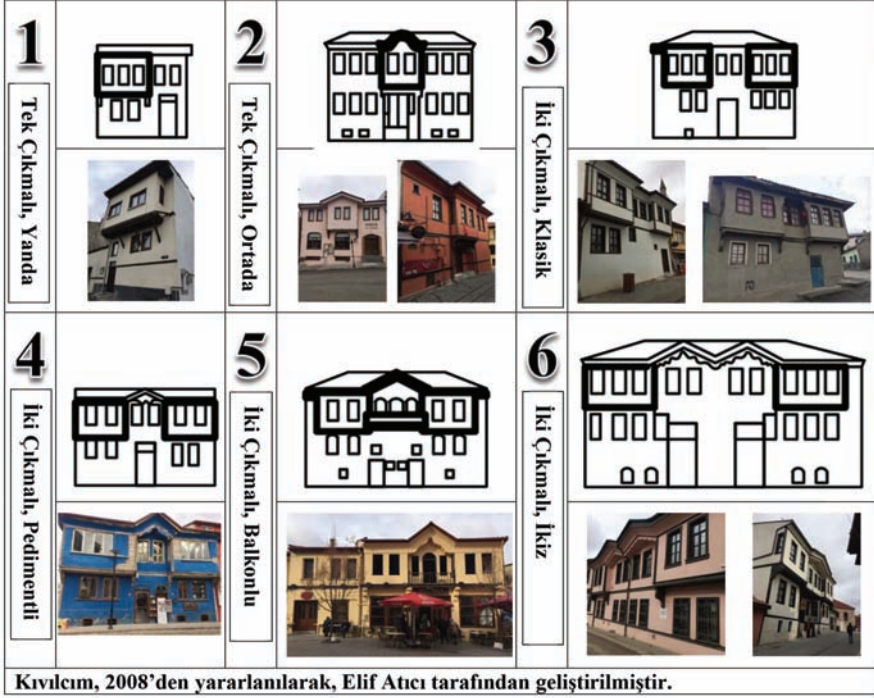 1
Tek Çıkmalı, Yanda
2
Tek Çıkmalı, Ortada
3
İki Çıkmalı, Klasik
4
İki Çıkmalı, Pedimentli
5
İki Çıkmalı, Balkonlu
6
İki Çıkmalı, İkiz
Kıvılcım, 2008’den yararlanılarak, Elif Atıcı tarafından geliştirilmiştir.